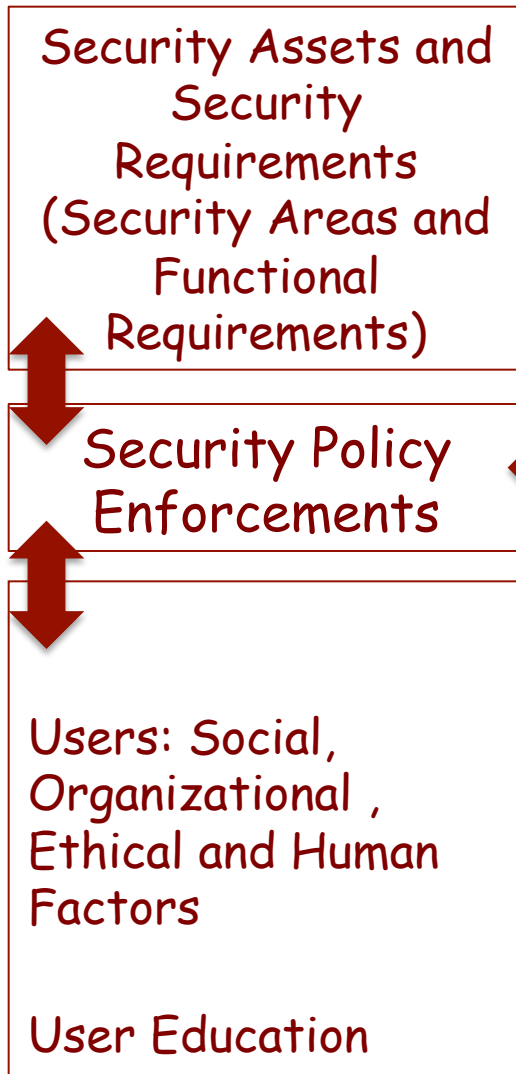 Security Assets and
Security
Requirements
(Security Areas and
Functional
Requirements)
Security Policy
Enforcements
Users: Social,
Organizational ,
Ethical and Human
Factors
User Education